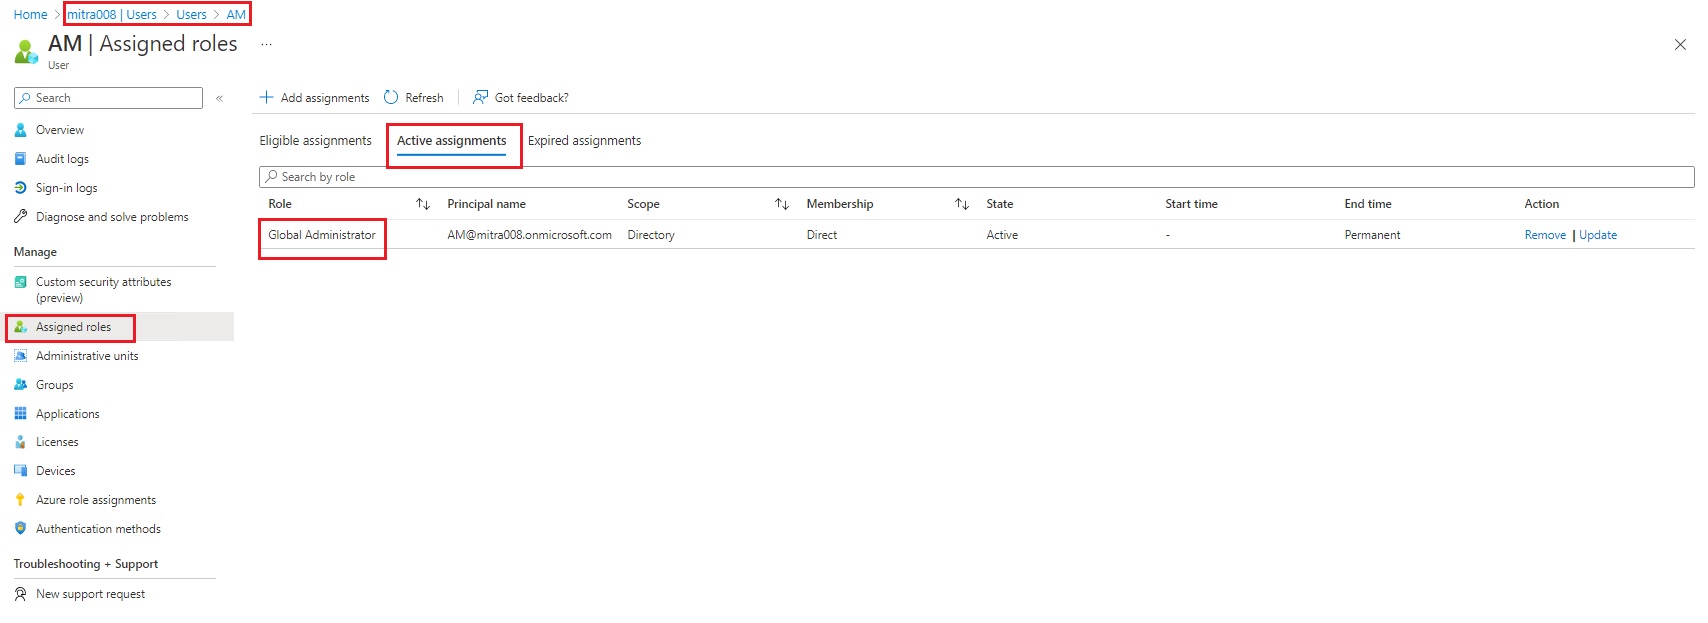 Home > mitra008 | Users > Users > AM
AM | Assigned roles ...
User
Search «
Overview
Audit logs
Sign-in logs
Diagnose and solve problems
Manage
Custom security attributes
(preview)
Assigned roles
Administrative units
Groups
Applications
Licenses
Devices
Azure role assignments
Authentication methods
Troubleshooting + Support
New support request
Add assignments Refresh Got feedback?
Eligible assignments Active assignments Expired assignments
Search by role
Role Principal name Scope Membership State Start time End time Action
Global Administrator AM@mitra008.onmicrosoft.com Directory Direct Active - Permanent Remove | Update